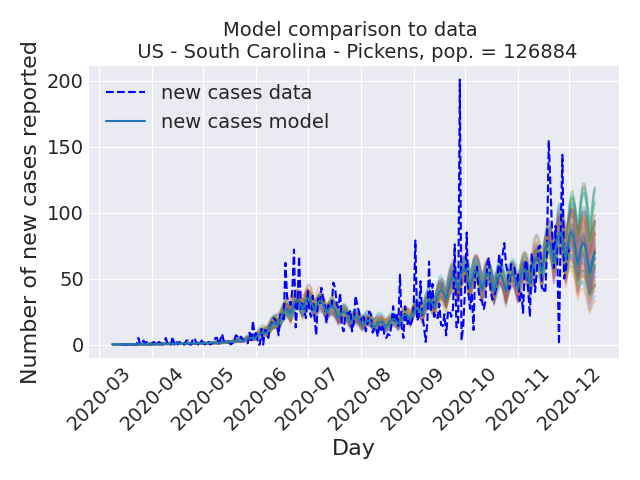 Model comparison to data
US - South Carolina - Pickens, pop. = 126884
Number of new cases reported
200
150
100
50
0
new cases data
new cases model
2020-03
2020-04
2020-05
2020-06
2020-07
2020-08
2020-09
2020-10
2020-11
2020-12
Day